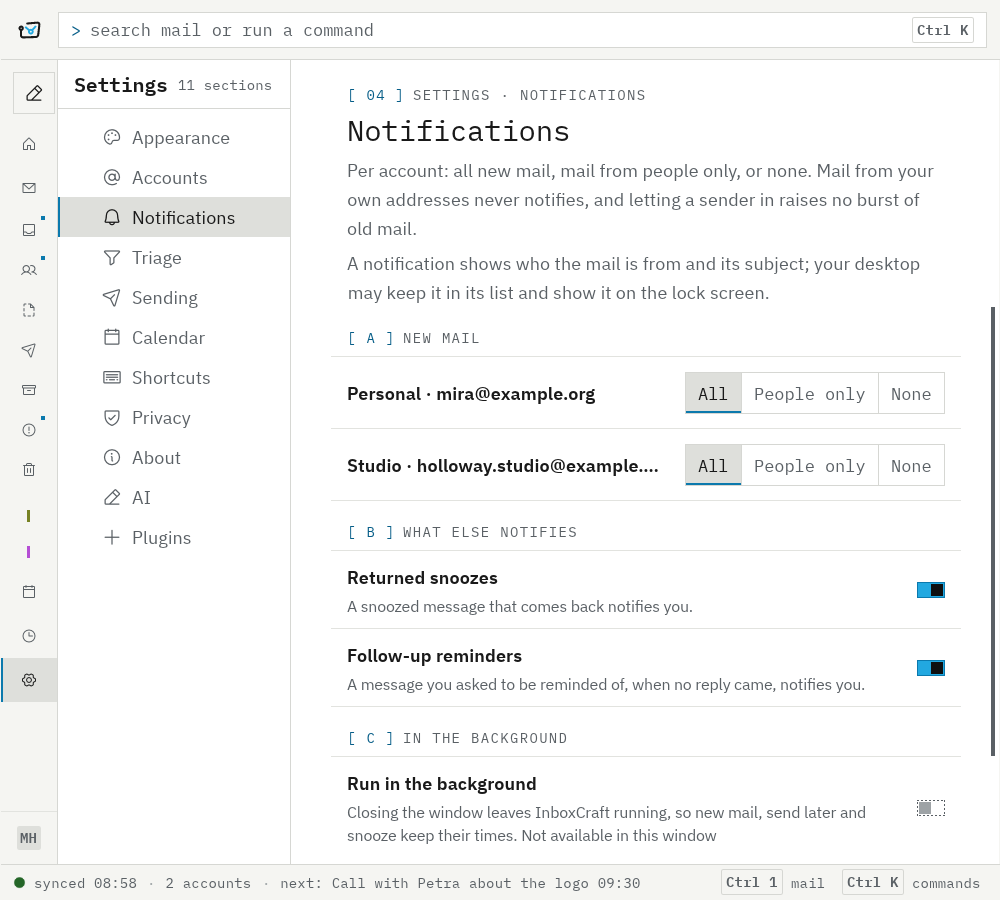 > search mail or run a command Ctrl K
Settings 11 sections
Appearance
Accounts
Notifications
Triage
Sending
Calendar
Shortcuts
Privacy
About
AI
Plugins
MH
[ 04 ] SETTINGS · NOTIFICATIONS
Notifications
Per account: all new mail, mail from people only, or none. Mail from your
own addresses never notifies, and letting a sender in raises no burst of
old mail.
A notification shows who the mail is from and its subject; your desktop
may keep it in its list and show it on the lock screen.
[ A ] NEW MAIL
Personal · mira@example.org All People only None
Studio · holloway.studio@example.... All People only None
[ B ] WHAT ELSE NOTIFIES
Returned snoozes
A snoozed message that comes back notifies you.
Follow-up reminders
A message you asked to be reminded of, when no reply came, notifies you.
[ C ] IN THE BACKGROUND
Run in the background
Closing the window leaves InboxCraft running, so new mail, send later and
snooze keep their times. Not available in this window
synced 08:58 · 2 accounts · next: Call with Petra about the logo 09:30 Ctrl 1 mail Ctrl K commands